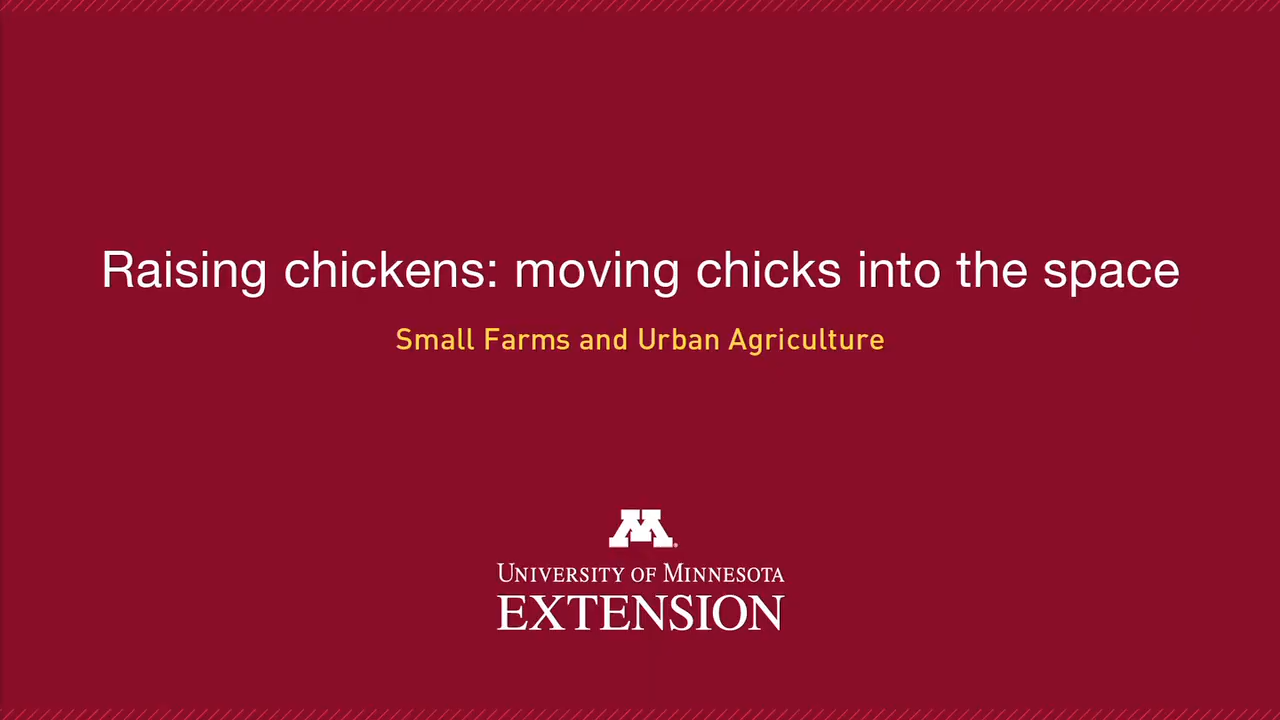 Raising chickens: moving chicks into the space
Small Farms and Urban Agriculture
M
UNIVERSITY OF MINNESOTA
EXTENSION